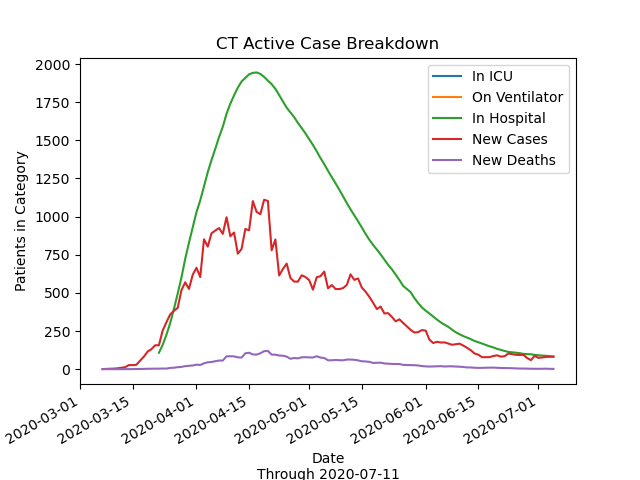 CT Active Case Breakdown
Patients in Category
2000
1750
1500
1250
1000
750
500
250
0
In ICU
On Ventilator
In Hospital
New Cases
New Deaths
2020-03-01
2020-03-15
2020-04-01
2020-04-15
2020-05-01
2020-05-15
2020-06-01
2020-06-15
2020-07-01
Date
Through 2020-07-11